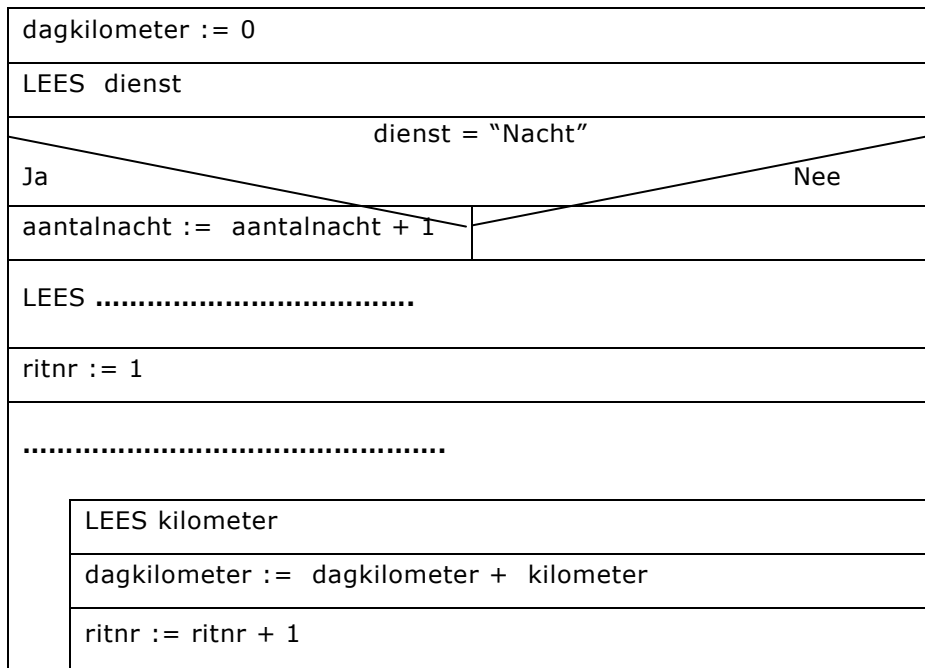 dagkilometer := 0
LEES dienst
dienst = “Nacht”
Ja Nee
aantalnacht := aantalnacht + 1
LEES ......................................
ritnr := 1
..................................................
LEES kilometer
dagkilometer := dagkilometer + kilometer
ritnr := ritnr + 1